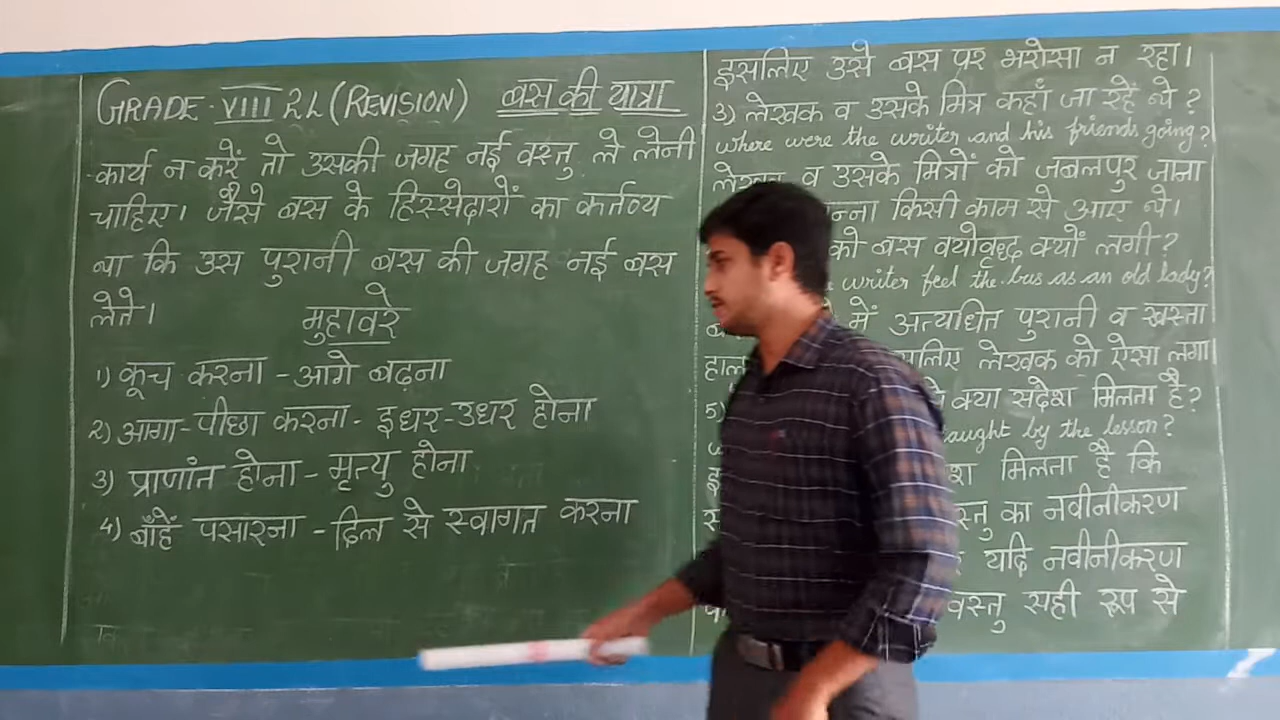 GRADE-VIII 2L (REVISION) बस की यात्रा
कार्य न करें तो उसकी जगह नई वस्तु ले लेनी
चाहिए। जैसे बस के हिस्सेदारों का कर्तव्य
था कि उस पुरानी बस की जगह नई बस
लेते।
मुहावरे
1) कूच करना - आगे बढ़ना
2) आगा-पीछा करना - इधर-उधर होना
3) प्राणांत होना - मृत्यु होना
4) बाँहें पसारना - दिल से स्वागत करना
इसलिए उसे बस पर भरोसा न रहा।
3) लेखक व उसके मित्र कहाँ जा रहें थे?
where were the writer and his friends going?
लेखक व उसके मित्रों को जबलपुर जाना
किसी काम से आए थे।
को बस वयोवृध्द क्यों लगी?
writer feel the bus as an old lady?
में अत्याधित पुरानी व खस्ता
लेखक को ऐसा लगा
5) क्या संदेश मिलता है?
by the lesson?
मिलता है कि
का नवीनीकरण
यदि नवीनीकरण
वस्तु सही रूप से